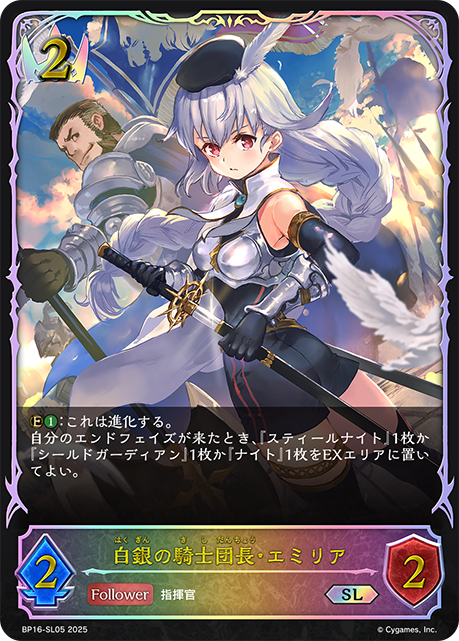 2
E 1:これは進化する。
自分のエンドフェイズが来たとき、『スティールナイト』1枚か
『シールドガーディアン』1枚か『ナイト』1枚をEXエリアに置い
てよい。
はくぎん きしだんちょう
白銀の騎士団長・エミリア
2
Follower 指揮官
SL
2
BP16-SL05 2025
© Cygames, Inc.